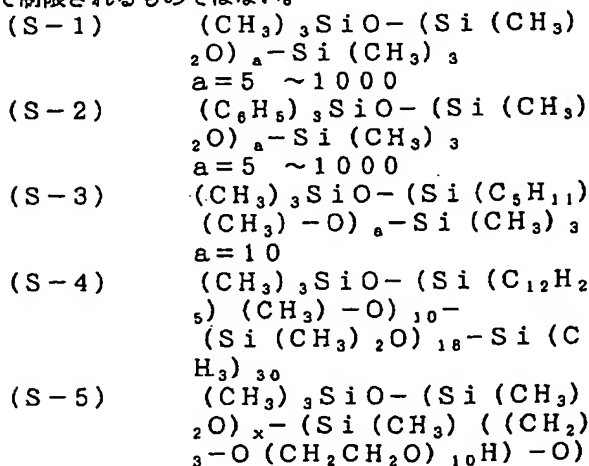 て制限されるものではない。
(S-1) (CH₃)₃SiO-(Si(CH₃)
₂O)ₐ-Si(CH₃)₃
a=5 ~1000
(S-2) (C₆H₅)₃SiO-(Si(CH₃)
₂O)ₐ-Si(CH₃)₃
a=5 ~1000
(S-3) (CH₃)₃SiO-(Si(C₅H₁₁)
(CH₃)-O)ₐ-Si(CH₃)₃
a=10
(S-4) (CH₃)₃SiO-(Si(C₁₂H₂
₅)(CH₃)-O)₁₀-
(Si(CH₃)₂O)₁₈-Si(C
H₃)₃₀
(S-5) (CH₃)₃SiO-(Si(CH₃)
₂O)ₓ-(Si(CH₃)((CH₂)
₃-O(CH₂CH₂O)₁₀H)-O)